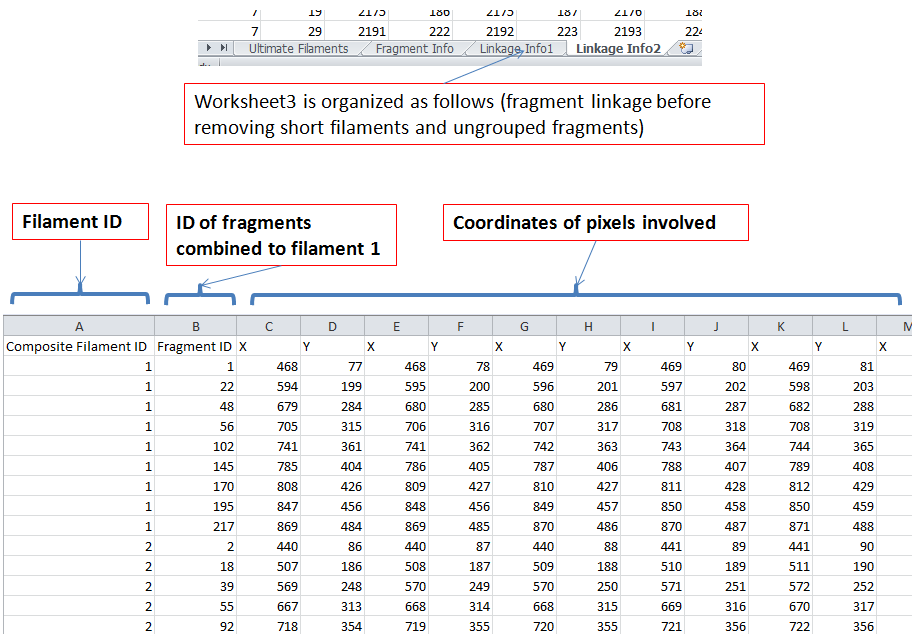 7 19 2175 186 2175 187 2176
7 29 2191 222 2192 223 2193
Ultimate Filaments Fragment Info Linkage Info1 Linkage Info2
Worksheet3 is organized as follows (fragment linkage before
removing short filaments and ungrouped fragments)
Filament ID
ID of fragments
combined to filament 1
Coordinates of pixels involved
A B C D E F G H I J K L M
Composite Filament ID Fragment ID X Y X Y X Y X Y X Y X
1 1 468 77 468 78 469 79 469 80 469 81
1 22 594 199 595 200 596 201 597 202 598 203
1 48 679 284 680 285 680 286 681 287 682 288
1 56 705 315 706 316 707 317 708 318 708 319
1 102 741 361 741 362 742 363 743 364 744 365
1 145 785 404 786 405 787 406 788 407 789 408
1 170 808 426 809 427 810 427 811 428 812 429
1 195 847 456 848 456 849 457 850 458 850 459
1 217 869 484 869 485 870 486 870 487 871 488
2 2 440 86 440 87 440 88 441 89 441 90
2 18 507 186 508 187 509 188 510 189 511 190
2 39 569 248 570 249 570 250 571 251 572 252
2 55 667 313 668 314 668 315 669 316 670 317
2 92 718 354 719 355 720 355 721 356 722 356